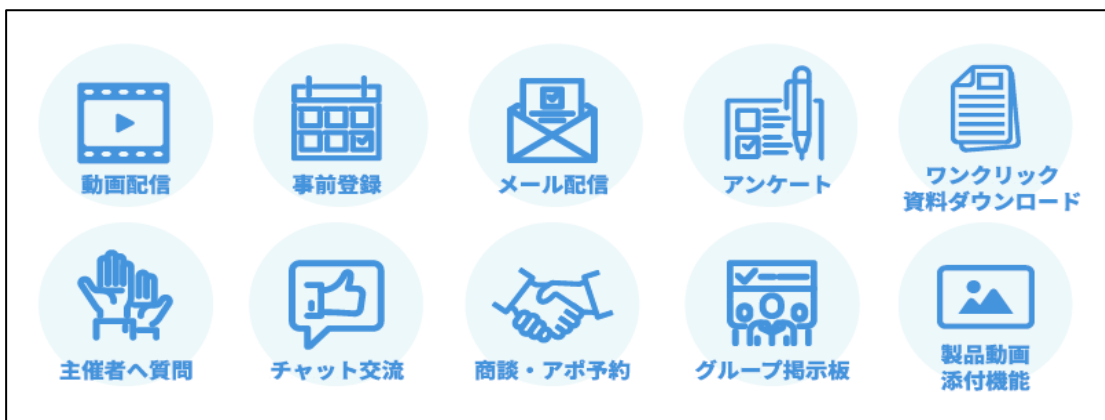 動画配信
事前登録
メール配信
アンケート
ワンクリック
資料ダウンロード
主催者へ質問
チャット交流
商談・アポ予約
グループ掲示板
製品動画
添付機能